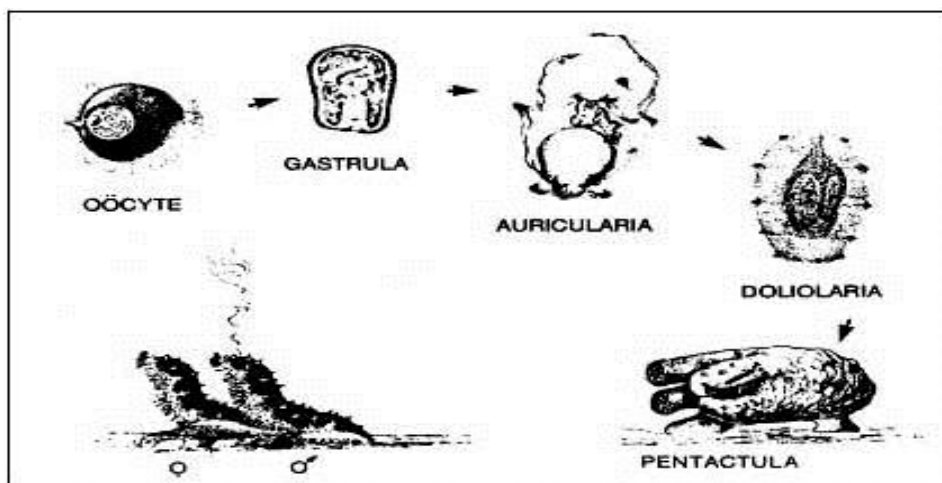 OÖCYTE
GASTRULA
AURICULARIA
DOLIOLARIA
PENTACTULA
♀ ♂